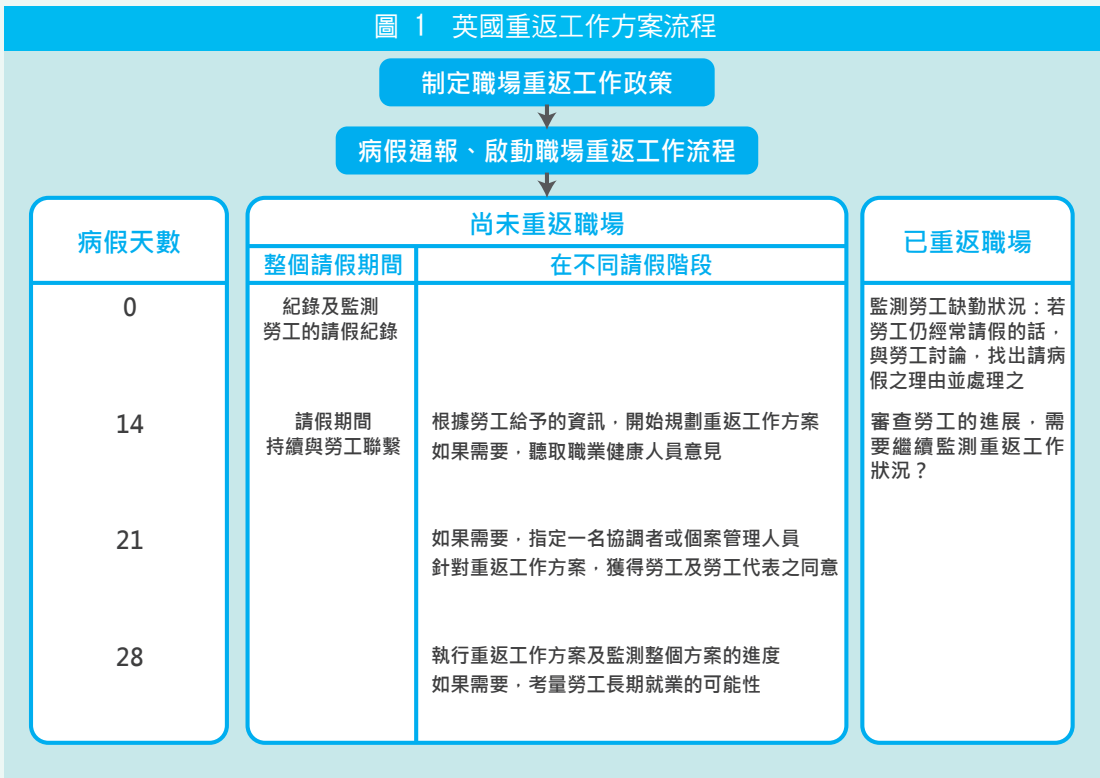 圖 1 英國重返工作方案流程
制定職場重返工作政策
病假通報、啟動職場重返工作流程
病假天數
尚未重返職場
已重返職場
整個請假期間
在不同請假階段
0
紀錄及監測
勞工的請假紀錄
監測勞工缺勤狀況：若
勞工仍經常請假的話，
與勞工討論，找出請病
假之理由並處理之
14
請假期間
持續與勞工聯繫
根據勞工給予的資訊，開始規劃重返工作方案
如果需要，聽取職業健康人員意見
審查勞工的進展，需
要繼續監測重返工作
狀況？
21
如果需要，指定一名協調者或個案管理人員
針對重返工作方案，獲得勞工及勞工代表之同意
28
執行重返工作方案及監測整個方案的進度
如果需要，考量勞工長期就業的可能性